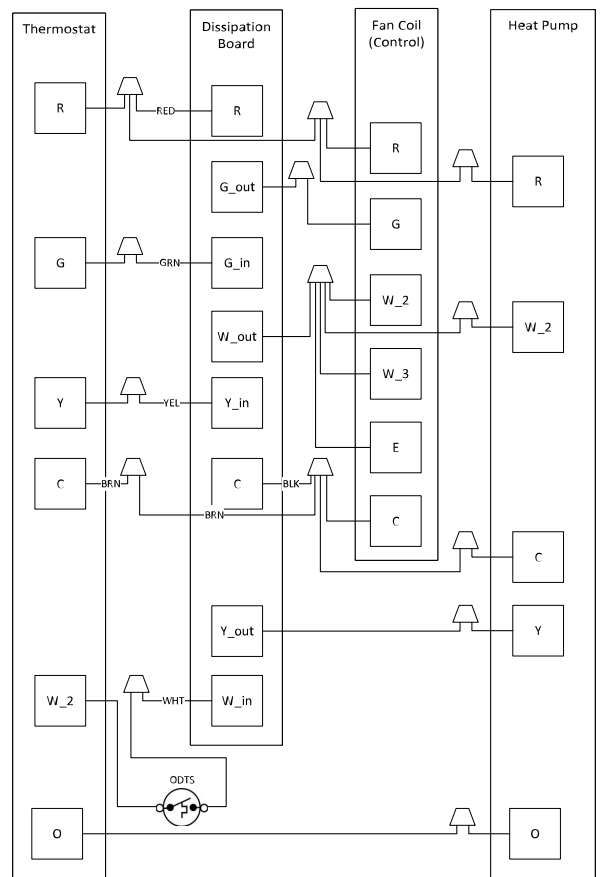 Thermostat
Dissipation
Board
Fan Coil
(Control)
Heat Pump
R
RED
R
R
R
G_out
G
G
GRN
G_in
W_2
W_out
W_2
W_3
Y
YEL
Y_in
E
C
BRN
C
BLK
BRN
C
C
Y_out
Y
W_2
WHT
W_in
ODTS
O
O